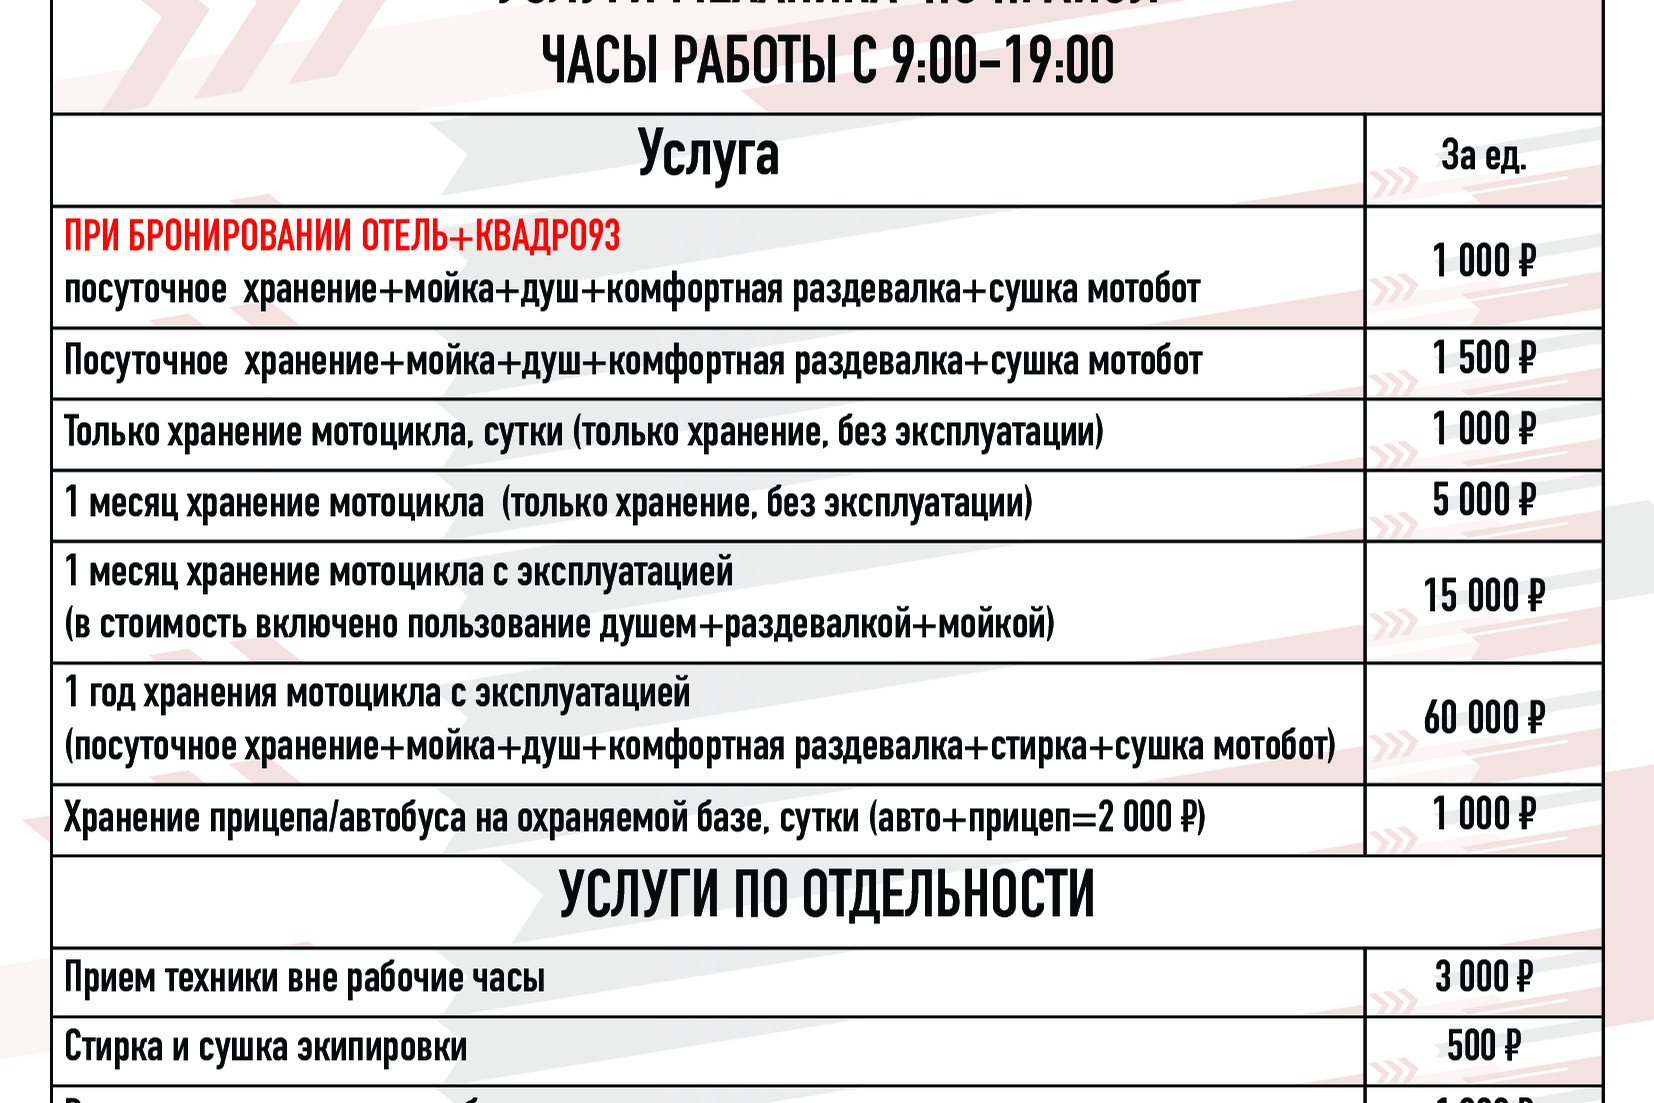 УСЛУГИ МЕХАНИКА ПО ПРАЙСУ
ЧАСЫ РАБОТЫ С 9:00-19:00
Услуга
За ед.
ПРИ БРОНИРОВАНИИ ОТЕЛЬ+КВАДРО93
посуточное хранение+мойка+душ+комфортная раздевалка+сушка мотобот
1 000 ₽
Посуточное хранение+мойка+душ+комфортная раздевалка+сушка мотобот
1 500 ₽
Только хранение мотоцикла, сутки (только хранение, без эксплуатации)
1 000 ₽
1 месяц хранение мотоцикла (только хранение, без эксплуатации)
5 000 ₽
1 месяц хранение мотоцикла с эксплуатацией
(в стоимость включено пользование душем+раздевалкой+мойкой)
15 000 ₽
1 год хранения мотоцикла с эксплуатацией
(посуточное хранение+мойка+душ+комфортная раздевалка+стирка+сушка мотобот)
60 000 ₽
Хранение прицепа/автобуса на охраняемой базе, сутки (авто+прицеп=2 000 ₽)
1 000 ₽
УСЛУГИ ПО ОТДЕЛЬНОСТИ
Прием техники вне рабочие часы
3 000 ₽
Стирка и сушка экипировки
500 ₽